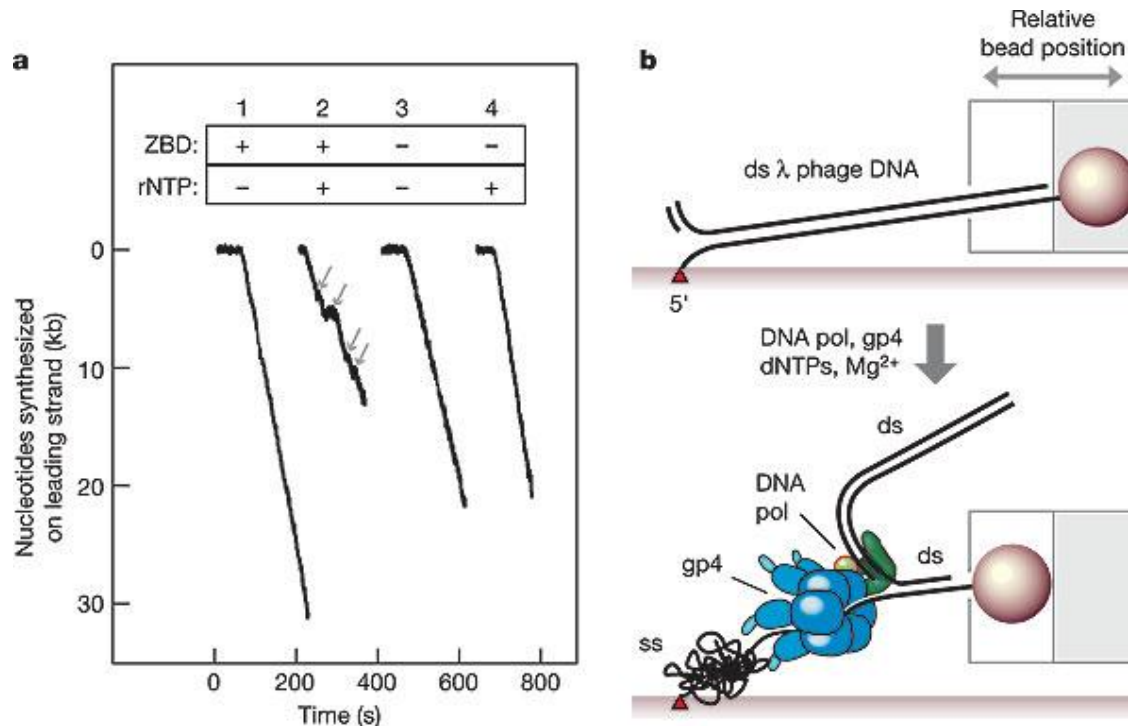 a
1 2 3 4
ZBD: + + − −
rNTP: − + − +
0
10
20
30
Nucleotides synthesized
on leading strand (kb)
0 200 400 600 800
Time (s)
b
Relative
bead position
ds λ phage DNA
5'
DNA pol, gp4
dNTPs, Mg²⁺
ds
DNA
pol
ds
gp4
ss